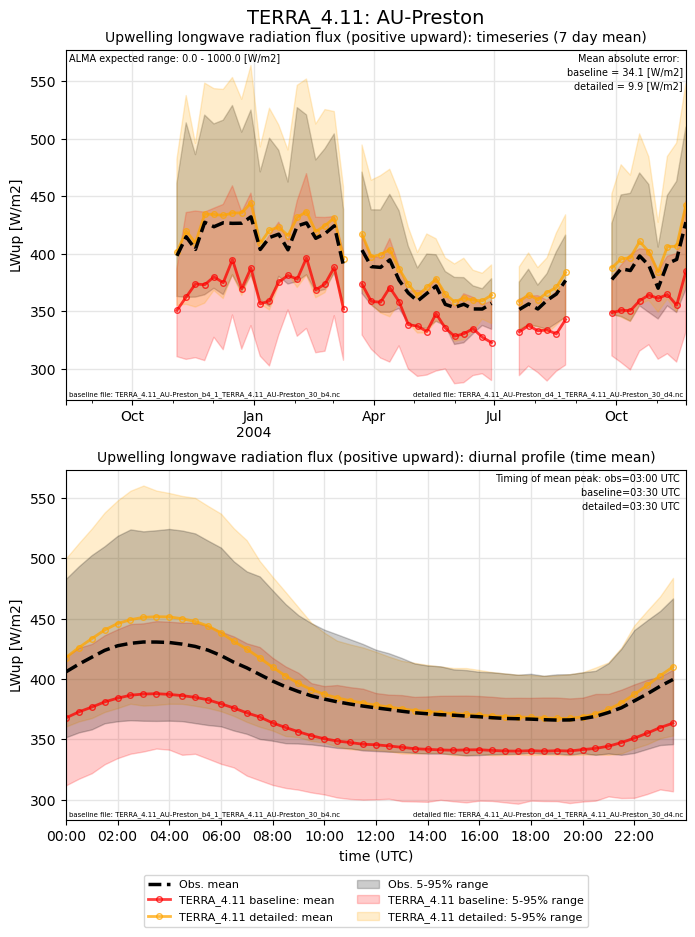 TERRA_4.11: AU-Preston
Upwelling longwave radiation flux (positive upward): timeseries (7 day mean)
ALMA expected range: 0.0 - 1000.0 [W/m2]
Mean absolute error:
baseline = 34.1 [W/m2]
detailed = 9.9 [W/m2]
550
500
450
400
350
300
LWup [W/m2]
baseline file: TERRA_4.11_AU-Preston_b4_1_TERRA_4.11_AU-Preston_30_b4.nc
detailed file: TERRA_4.11_AU-Preston_d4_1_TERRA_4.11_AU-Preston_30_d4.nc
Oct Jan Apr Jul Oct
2004
Upwelling longwave radiation flux (positive upward): diurnal profile (time mean)
Timing of mean peak: obs=03:00 UTC
baseline=03:30 UTC
detailed=03:30 UTC
550
500
450
400
350
300
LWup [W/m2]
baseline file: TERRA_4.11_AU-Preston_b4_1_TERRA_4.11_AU-Preston_30_b4.nc
detailed file: TERRA_4.11_AU-Preston_d4_1_TERRA_4.11_AU-Preston_30_d4.nc
00:00 02:00 04:00 06:00 08:00 10:00 12:00 14:00 16:00 18:00 20:00 22:00
time (UTC)
Obs. mean
TERRA_4.11 baseline: mean
TERRA_4.11 detailed: mean
Obs. 5-95% range
TERRA_4.11 baseline: 5-95% range
TERRA_4.11 detailed: 5-95% range